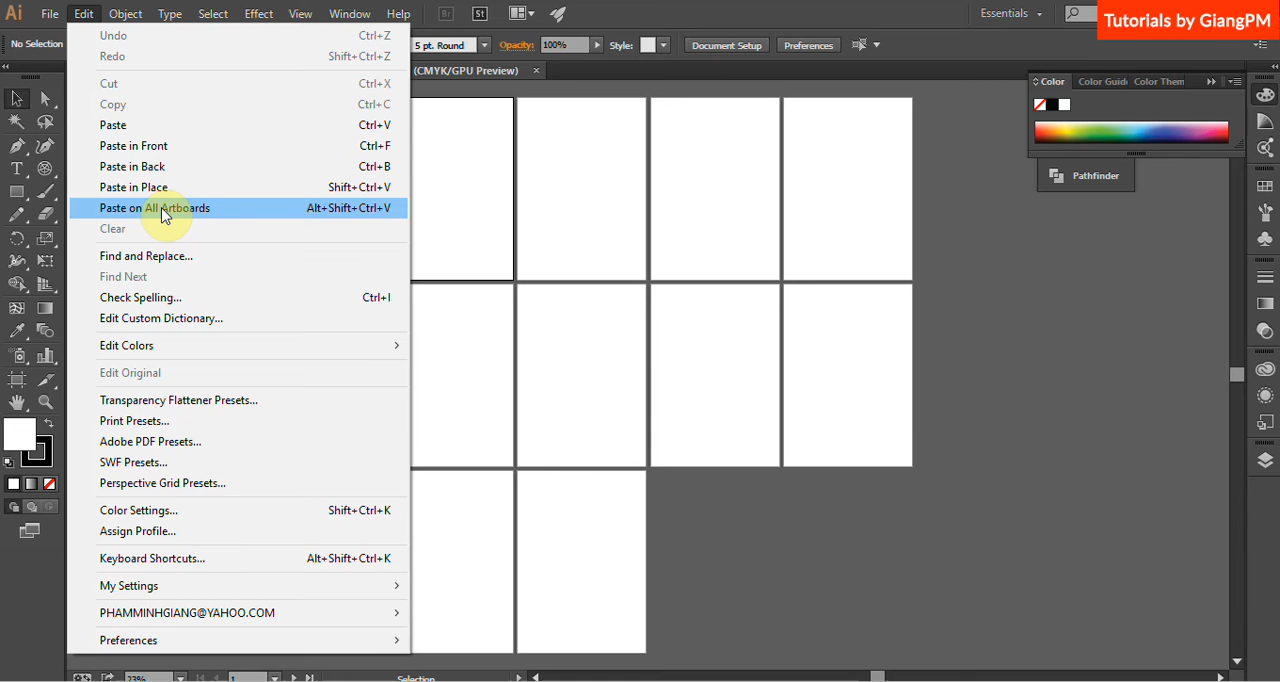 Ai File Edit Object Type Select Effect View Window Help Br St Essentials
Tutorials by GiangPM
No Selection 5 pt. Round Opacity: 100% Style: Document Setup Preferences
(CMYK/GPU Preview) ×
Undo Ctrl+Z
Redo Shift+Ctrl+Z
Cut Ctrl+X
Copy Ctrl+C
Paste Ctrl+V
Paste in Front Ctrl+F
Paste in Back Ctrl+B
Paste in Place Shift+Ctrl+V
Paste on All Artboards Alt+Shift+Ctrl+V
Clear
Find and Replace...
Find Next
Check Spelling... Ctrl+I
Edit Custom Dictionary...
Edit Colors
Edit Original
Transparency Flattener Presets...
Print Presets...
Adobe PDF Presets...
SWF Presets...
Perspective Grid Presets...
Color Settings... Shift+Ctrl+K
Assign Profile...
Keyboard Shortcuts... Alt+Shift+Ctrl+K
My Settings
PHAMMINHGIANG@YAHOO.COM
Preferences
Color Color Guide Color Them
Pathfinder
23% 1 Selection